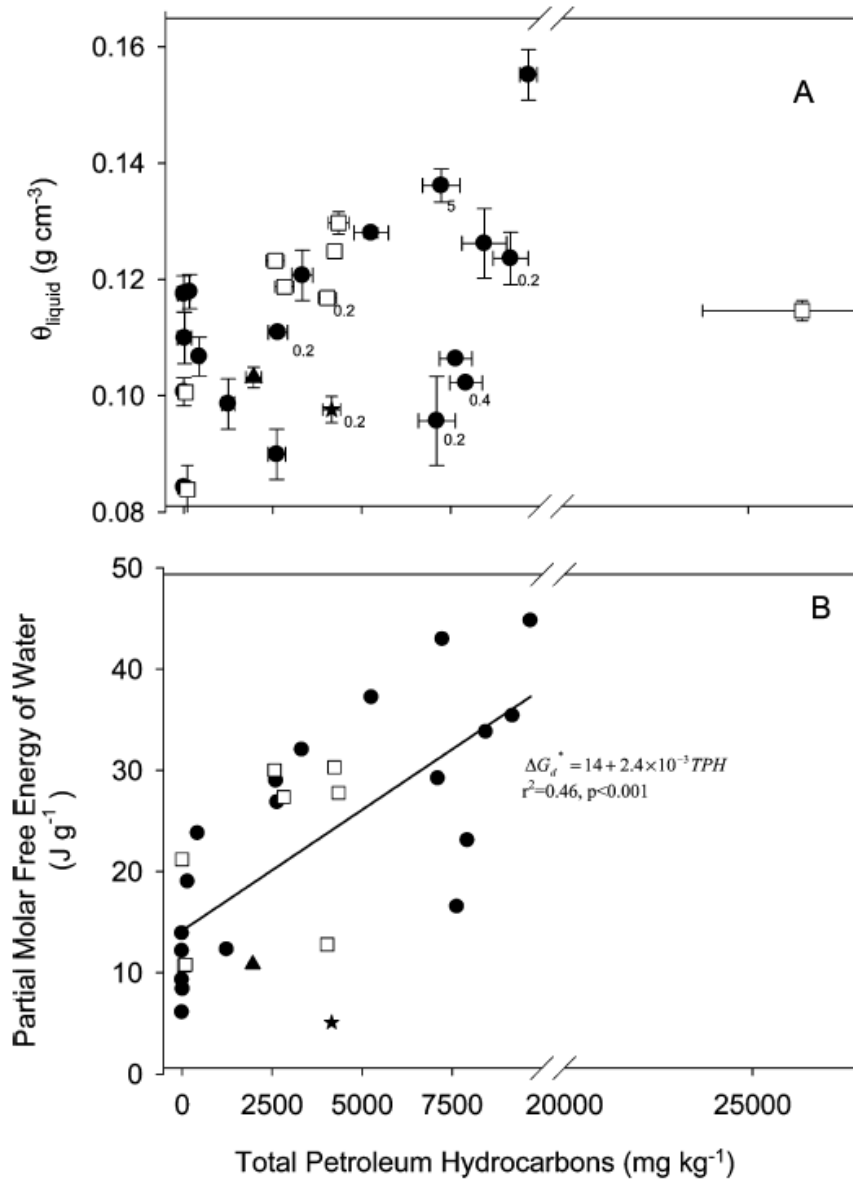 0.16
A
0.14
5
0.12
0.2
0.2
0.2
0.10
0.4
0.2
0.2
0.08
θliquid (g cm-3)
50
B
40
ΔGd* = 14 + 2.4×10-3 TPH
r2=0.46, p<0.001
30
20
10
0
Partial Molar Free Energy of Water
(J g-1)
0 2500 5000 7500 20000 25000
Total Petroleum Hydrocarbons (mg kg-1)